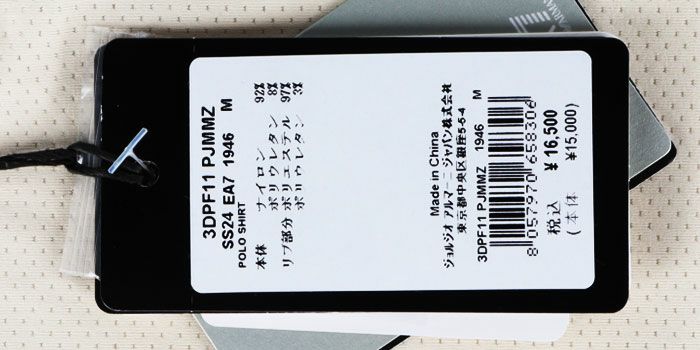 3DPF11 PJMMZ
SS24 EA7 1946 M
POLO SHIRT
本体 ナイロン 92%
ポリウレタン 8%
リブ部分 ポリエステル 97%
ポリウレタン 3%
Made in China
ジョルジオ アルマーニ ジャパン株式会社
東京都中央区銀座5-5-4
3DPF11 PJMMZ 1946 M
8 057970 658306
税込 ¥ 16,500
(本体 ¥15,000)